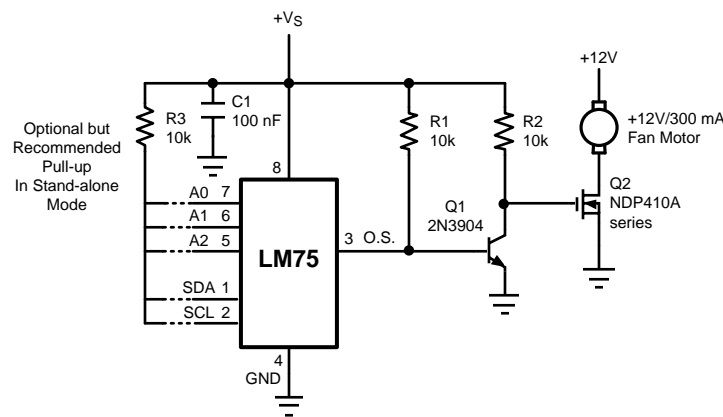 +VS
+12V
R3
10k
C1
100 nF
R1
10k
R2
10k
+12V/300 mA
Fan Motor
Optional but
Recommended
Pull-up
In Stand-alone
Mode
8
A0 7
A1 6
A2 5
SDA 1
SCL 2
LM75
3 O.S.
Q1
2N3904
Q2
NDP410A
series
4
GND